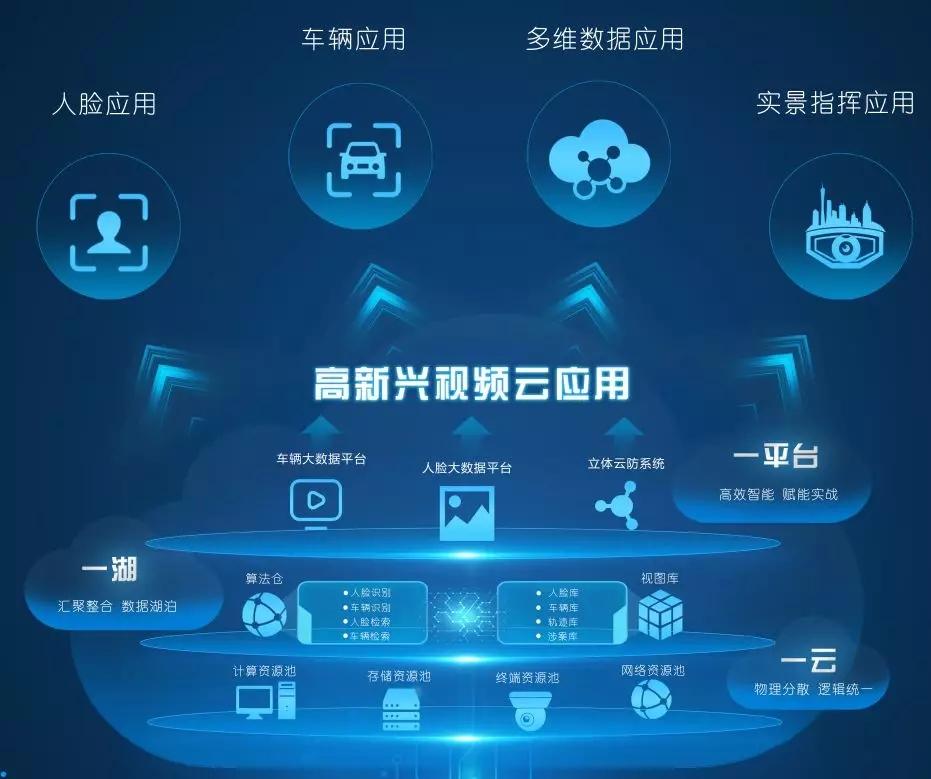 车辆应用
多维数据应用
人脸应用
实景指挥应用
高新兴视频云应用
车辆大数据平台
人脸大数据平台
立体云防系统
一平台
高效智能 赋能实战
一湖
汇聚整合 数据湖泊
算法仓
人脸识别
车辆识别
人脸检索
车辆检索
人脸库
车辆库
轨迹库
涉案库
视图库
一云
物理分散 逻辑统一
计算资源池
存储资源池
终端资源池
网络资源池